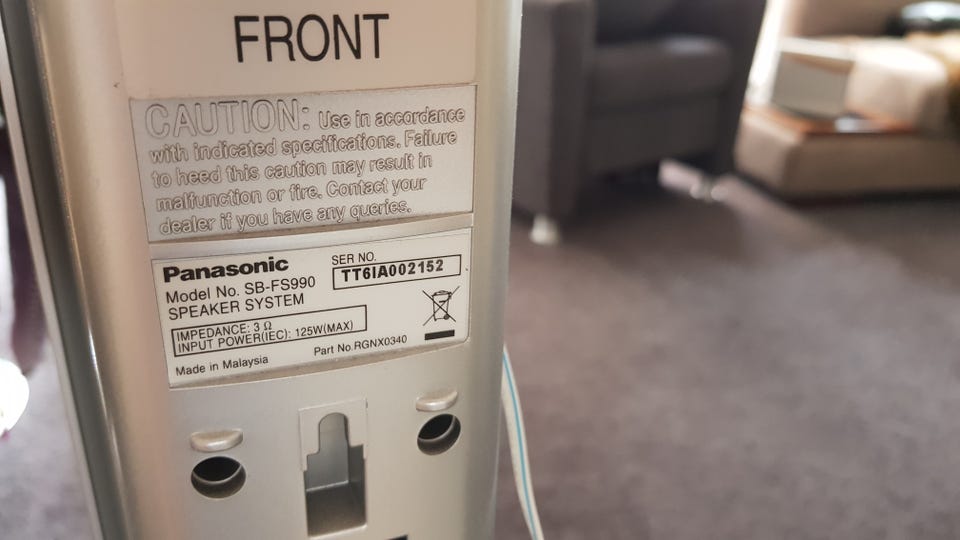 FRONT
CAUTION: Use in accordance
with indicated specifications. Failure
to heed this caution may result in
malfunction or fire. Contact your
dealer if you have any queries.
Panasonic
Model No. SB-FS990
SPEAKER SYSTEM
SER NO.
TT6IA002152
IMPEDANCE: 3 Ω
INPUT POWER(IEC): 125W(MAX)
Made in Malaysia
Part No.RGNX0340